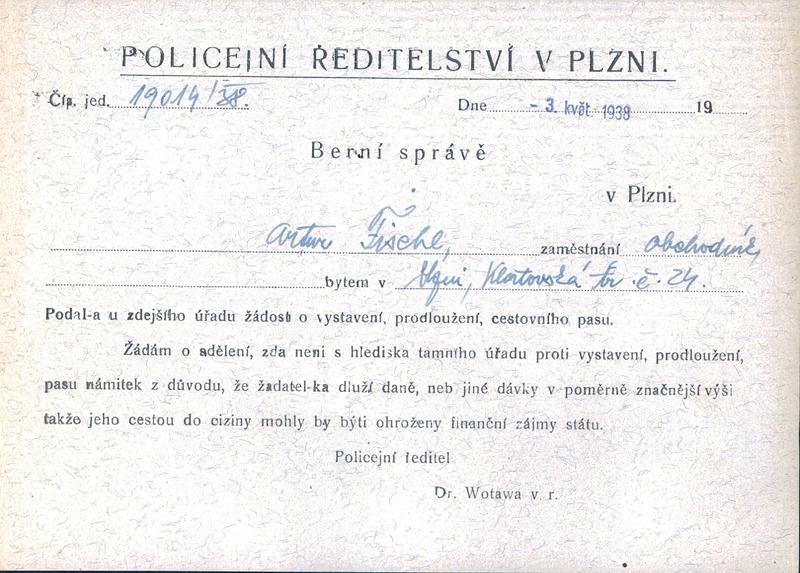 POLICEJNÍ ŘEDITELSTVÍ V PLZNI.
Čís. jed. 19014/38. Dne - 3. květ. 1938 19
Berní správě
v Plzni.
Artur Fischl, zaměstnání obchodník,
bytem v Plzni, Klatovská tř. č. 24.
Podal-a u zdejšího úřadu žádost o vystavení, prodloužení, cestovního pasu.
Žádám o sdělení, zda neni s hlediska tamního úřadu proti vystavení, prodloužení,
pasu námitek z důvodu, že žadatel-ka dluží daně, neb jiné dávky v poměrně značnější výši
takže jeho cestou do ciziny mohly by býti ohroženy finanční zájmy státu.
Policejní ředitel
Dr. Wotawa v. r.